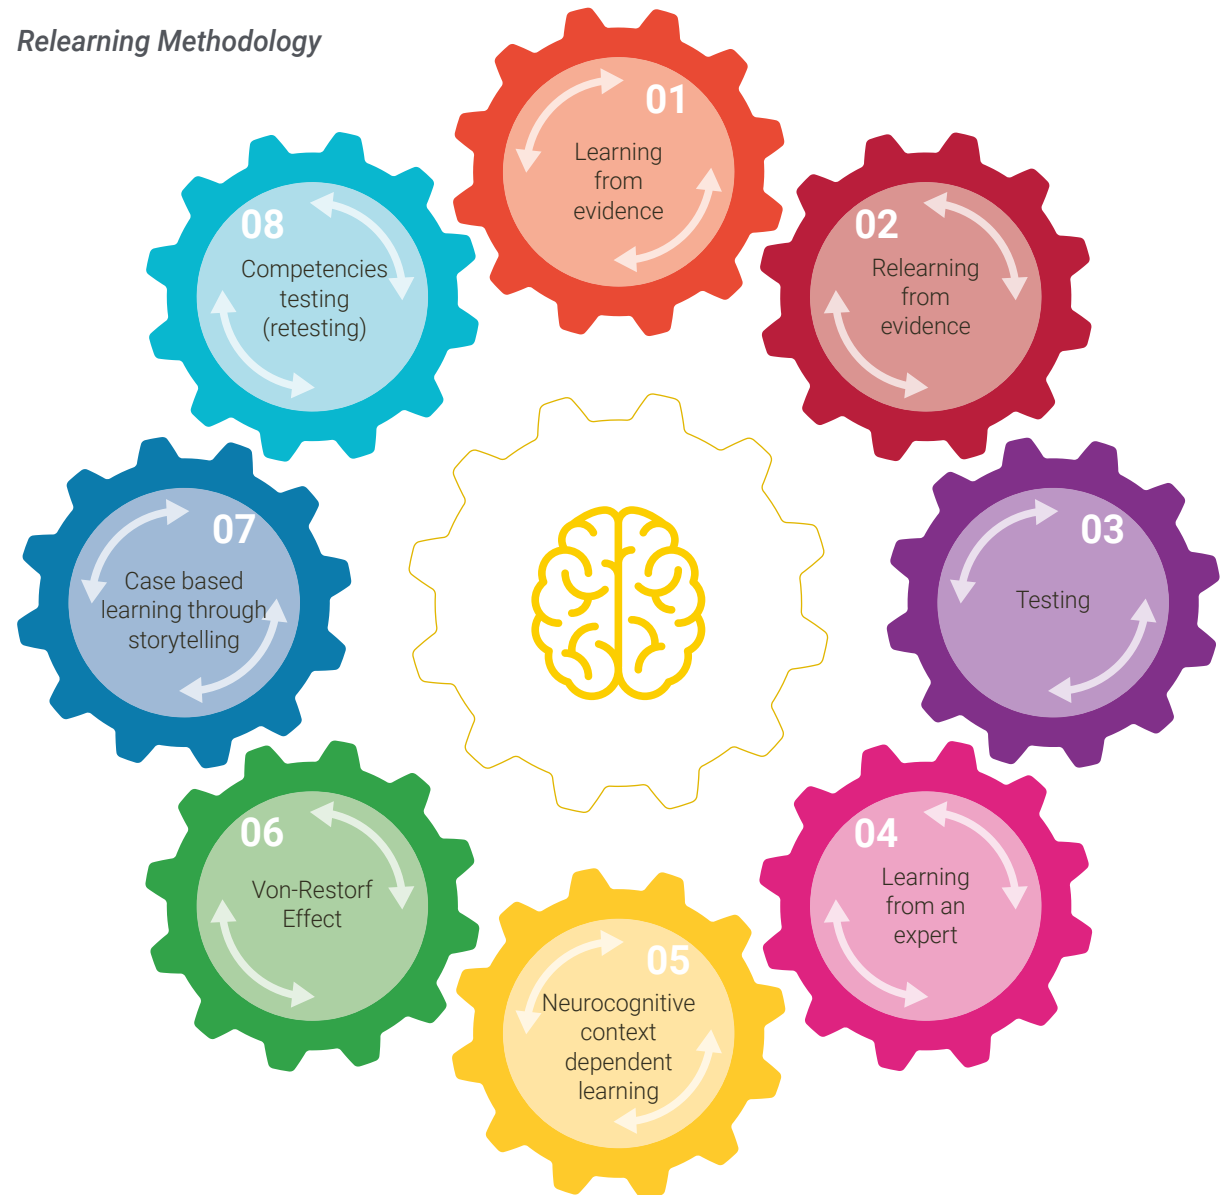 Relearning Methodology
01
Learning
from
evidence
02
Relearning
from
evidence
03
Testing
04
Learning
from an
expert
05
Neurocognitive
context
dependent
learning
06
Von-Restorf
Effect
07
Case based
learning through
storytelling
08
Competencies
testing
(retesting)